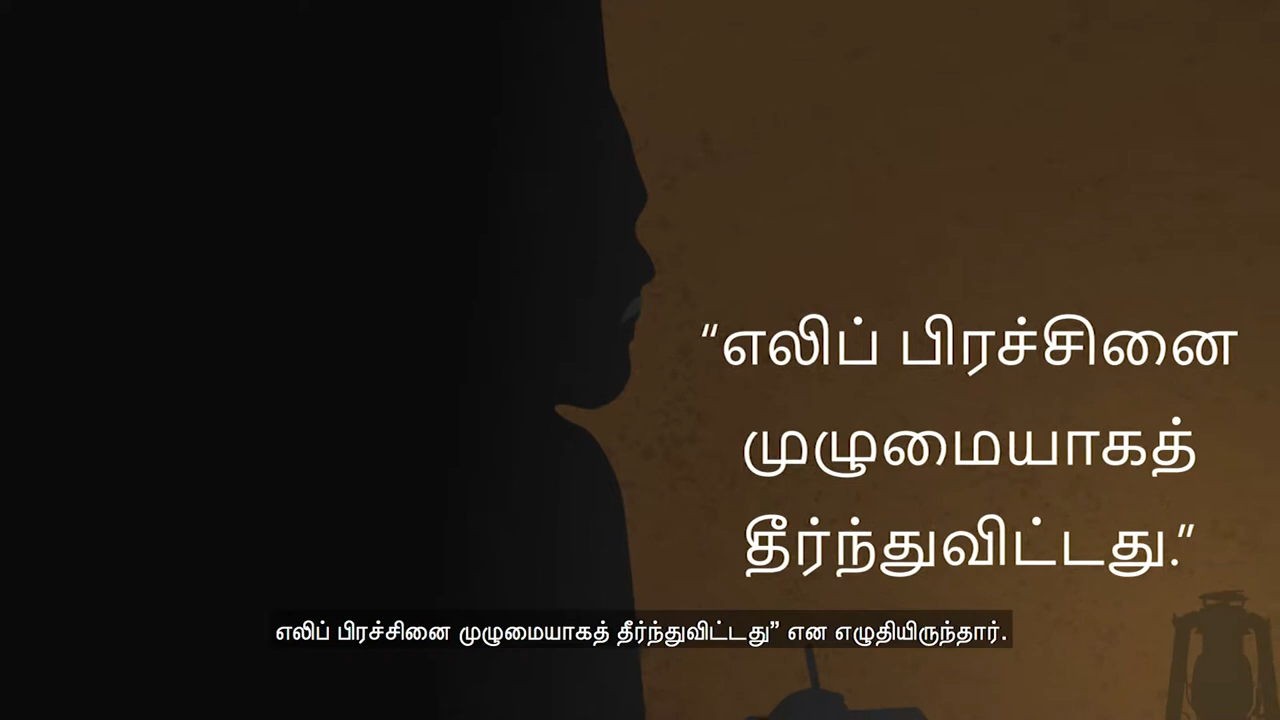 “எலிப் பிரச்சினை
முழுமையாகத்
தீர்ந்துவிட்டது.”
எலிப் பிரச்சினை முழுமையாகத் தீர்ந்துவிட்டது” என எழுதியிருந்தார்.